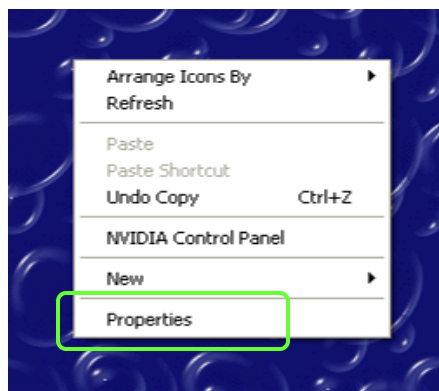 Arrange Icons By
Refresh
Paste
Paste Shortcut
Undo Copy Ctrl+Z
NVIDIA Control Panel
New
Properties